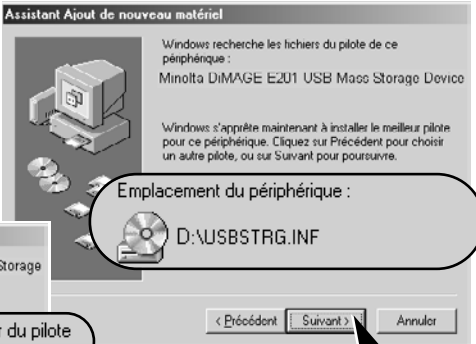 Assistant Ajout de nouveau matériel
Windows recherche les fichiers du pilote de ce
périphérique :
Minolta DiMAGE E201 USB Mass Storage Device
Windows s'apprête maintenant à installer le meilleur pilote
pour ce périphérique. Cliquez sur Précédent pour choisir
un autre pilote, ou sur Suivant pour poursuivre.
Emplacement du périphérique :
D:\USBSTRG.INF
Storage
du pilote
< Précédent
Suivant >
Annuler